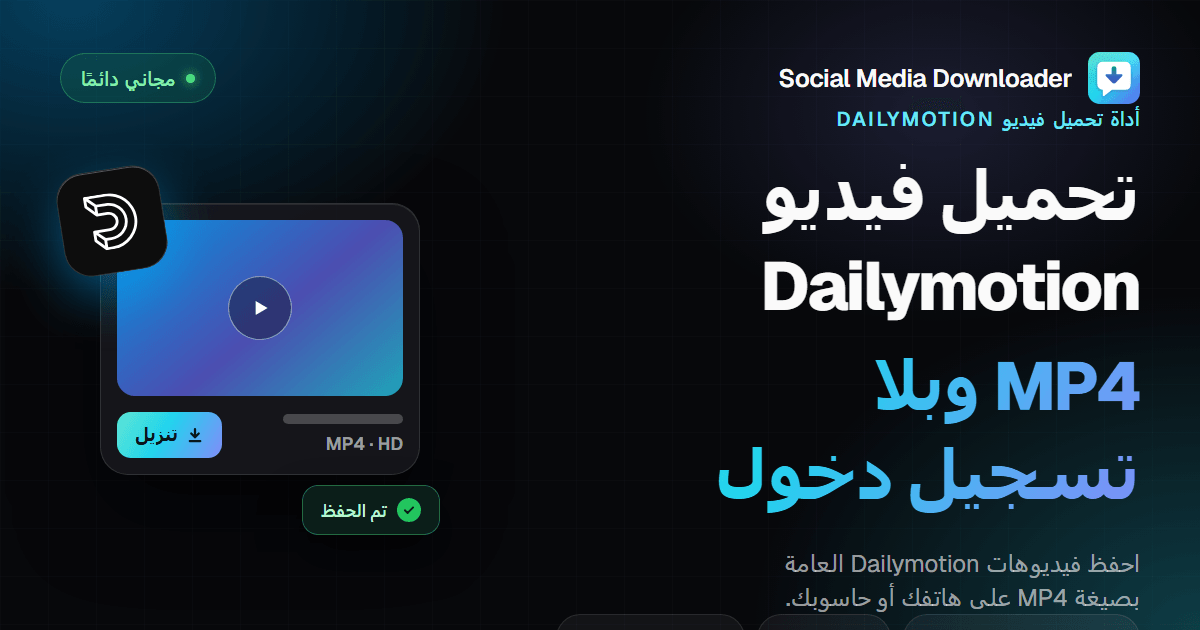 Social Media Downloader
أداة تحميل فيديو DAILYMOTION
مجاني دائمًا
تحميل فيديو
Dailymotion
MP4 وبلا
تسجيل دخول
احفظ فيديوهات Dailymotion العامة
بصيغة MP4 على هاتفك أو حاسوبك.
MP4 · HD
تنزيل
تم الحفظ